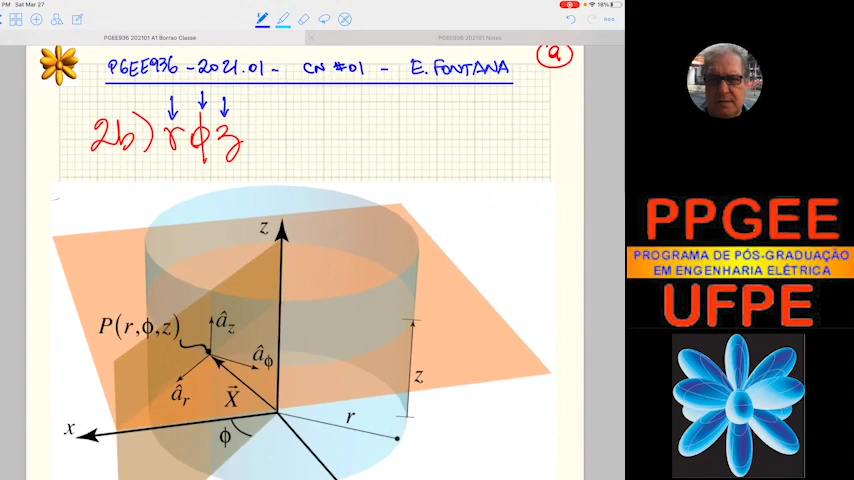 PM Sat Mar 27
18%
PGEE936 202101 A1 Borrao Classe
PGEE936 202101 Notes
PGEE936 - 2021.01 - CN #01 - E. FONTANA
a
2b) r ϕ z
z
P(r,ϕ,z)
â_z
â_ϕ
â_r
X⃗
z
r
x
ϕ
PPGEE
PROGRAMA DE PÓS-GRADUAÇÃO
EM ENGENHARIA ELÉTRICA
UFPE